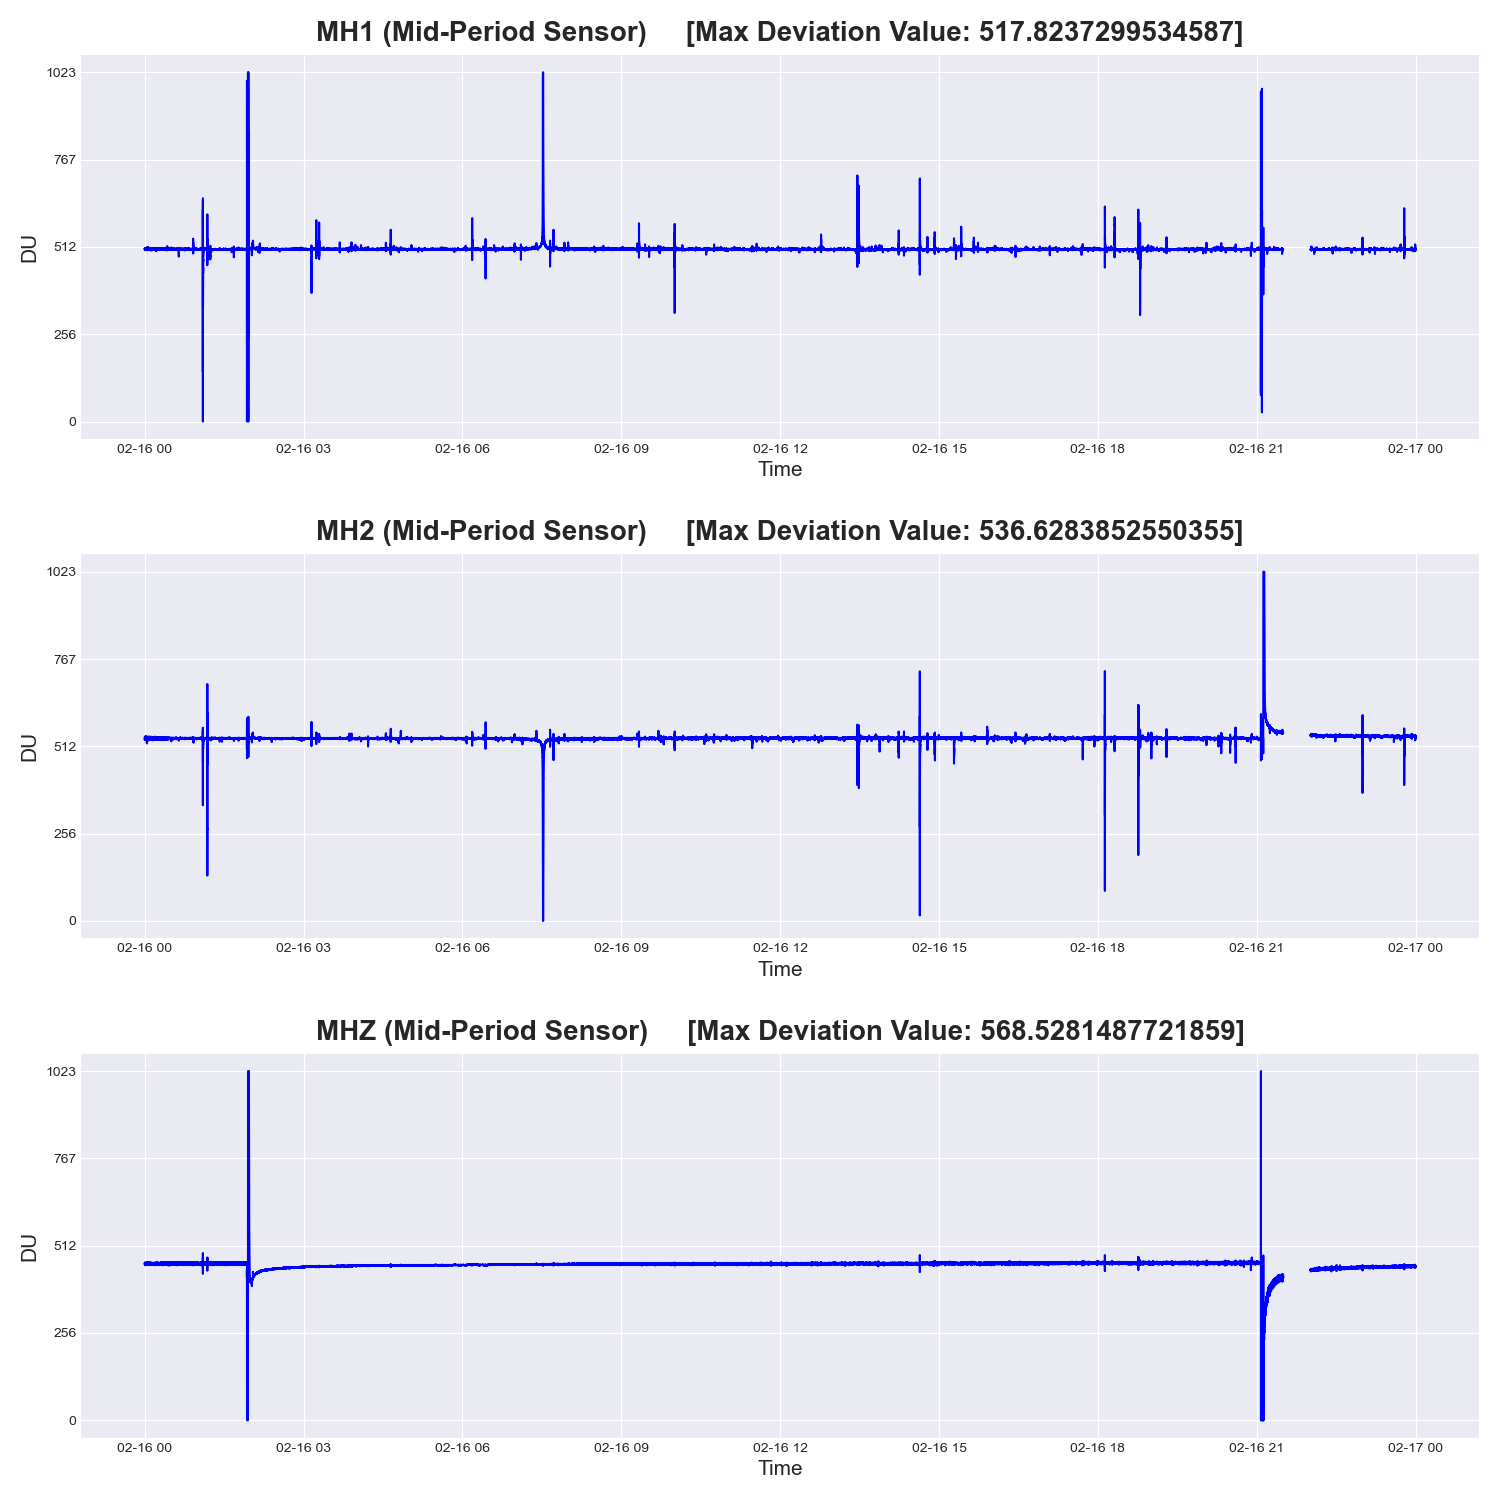 MH1 (Mid-Period Sensor) [Max Deviation Value: 517.8237299534587]
1023
767
512
256
0
DU
02-16 00 02-16 03 02-16 06 02-16 09 02-16 12 02-16 15 02-16 18 02-16 21 02-17 00
Time
MH2 (Mid-Period Sensor) [Max Deviation Value: 536.6283852550355]
1023
767
512
256
0
DU
02-16 00 02-16 03 02-16 06 02-16 09 02-16 12 02-16 15 02-16 18 02-16 21 02-17 00
Time
MHZ (Mid-Period Sensor) [Max Deviation Value: 568.5281487721859]
1023
767
512
256
0
DU
02-16 00 02-16 03 02-16 06 02-16 09 02-16 12 02-16 15 02-16 18 02-16 21 02-17 00
Time